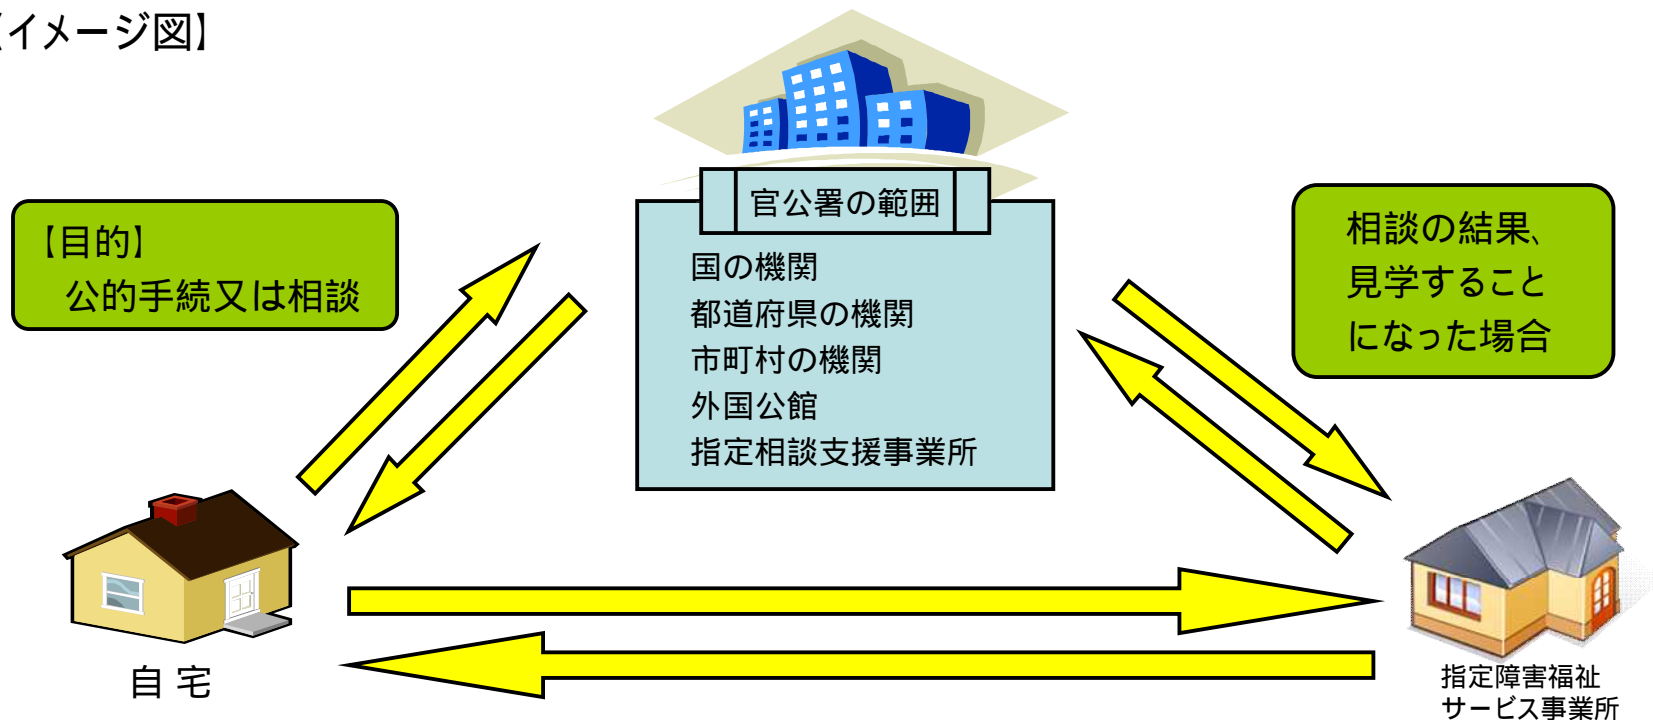 【イメージ図】
官公署の範囲
国の機関
都道府県の機関
市町村の機関
外国公館
指定相談支援事業所
【目的】
公的手続又は相談
相談の結果、
見学すること
になった場合
自宅
指定障害福祉
サービス事業所